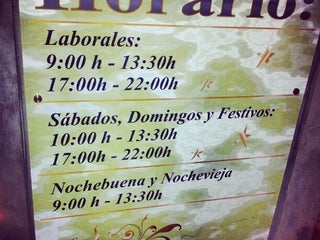 Horario:
Laborales:
9:00 h - 13:30h
17:00h - 22:00h
Sábados, Domingos y Festivos:
10:00 h - 13:30h
17:00h - 22:00h
Nochebuena y Nochevieja
9:00 h - 13:30h